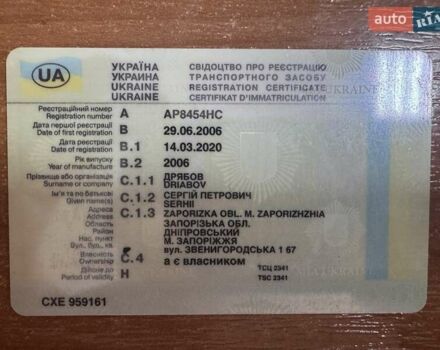 auto RIA
UA
УКРАЇНА СВІДОЦТВО ПРО РЕЄСТРАЦІЮ
УКРАИНА ТРАНСПОРТНОГО ЗАСОБУ
UKRAINE REGISTRATION CERTIFICATE
UKRAINE CERTIFICAT D'IMMATRICULATION
Реєстраційний номер
Registration number A AP8454HC
Дата першої реєстрації
Date of first registration B 29.06.2006
Дата реєстрації
Date of registration B.1 14.03.2020
Рік випуску
Year of manufacture B.2 2006
Прізвище або організація C.1.1 ДРЯБОВ
Surname or company DRIABOV
Ім'я та по батькові C.1.2 СЕРГІЙ ПЕТРОВИЧ
Given name(s) SERHII
Адреса C.1.3 ZAPORIZKA OBL. M. ZAPORIZHZHIA
Address
Область ЗАПОРІЗЬКА ОБЛ.
Район ДНІПРОВСЬКИЙ
Нас. пункт М. ЗАПОРІЖЖЯ
Вул., буд., кв. вул. ЗВЕНИГОРОДСЬКА 1 67
Власність
Ownership C.4 а є власником
Дійсне до ТСЦ 2341
Period of validity H TSC 2341
СХЕ 959161